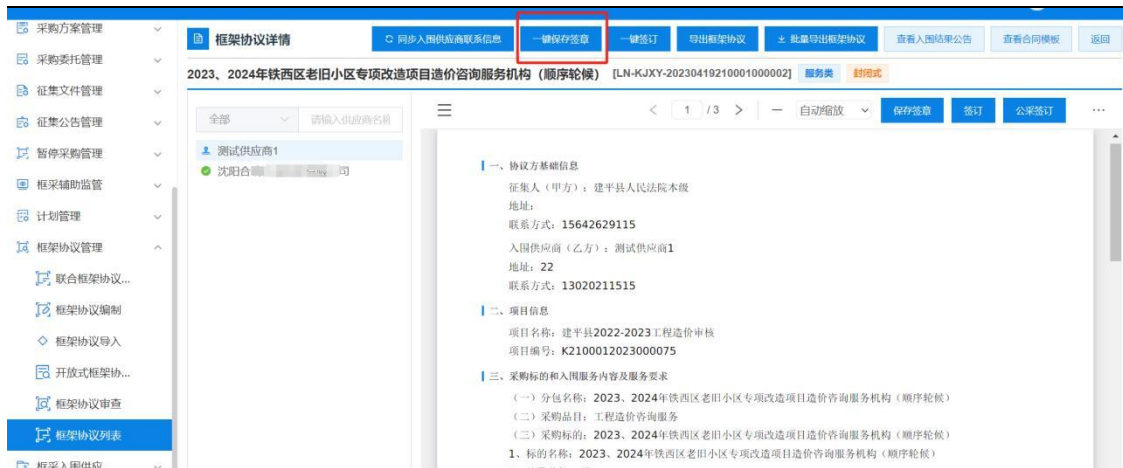 采购方案管理
采购委托管理
征集文件管理
征集公告管理
暂停采购管理
框采辅助监管
计划管理
框架协议管理
联合框架协议...
框架协议编制
框架协议导入
开放式框架协...
框架协议审查
框架协议列表
框采入围供应
框架协议详情
同步入围供应商联系信息
一键保存签章
一键签订
导出框架协议
批量导出框架协议
查看入围结果公告
查看合同模板
返回
2023、2024年铁西区老旧小区专项改造项目造价咨询服务机构（顺序轮候） [LN-KJXY-20230419210001000002] 服务类 封闭式
全部 请输入供应商名称
测试供应商1
沈阳合 司
1 /3 自动缩放 保存签章 签订 公采签订 ...
一、协议方基础信息
征集人（甲方）：建平县人民法院本级
地址：
联系方式：15642629115
入围供应商（乙方）：测试供应商1
地址：22
联系方式：13020211515
二、项目信息
项目名称：建平县2022-2023工程造价审核
项目编号：K2100012023000075
三、采购标的和入围服务内容及服务要求
（一）分包名称：2023、2024年铁西区老旧小区专项改造项目造价咨询服务机构（顺序轮候）
（二）采购品目：工程造价咨询服务
（三）采购标的：2023、2024年铁西区老旧小区专项改造项目造价咨询服务机构（顺序轮候）
1、标的名称：2023、2024年铁西区老旧小区专项改造项目造价咨询服务机构（顺序轮候）